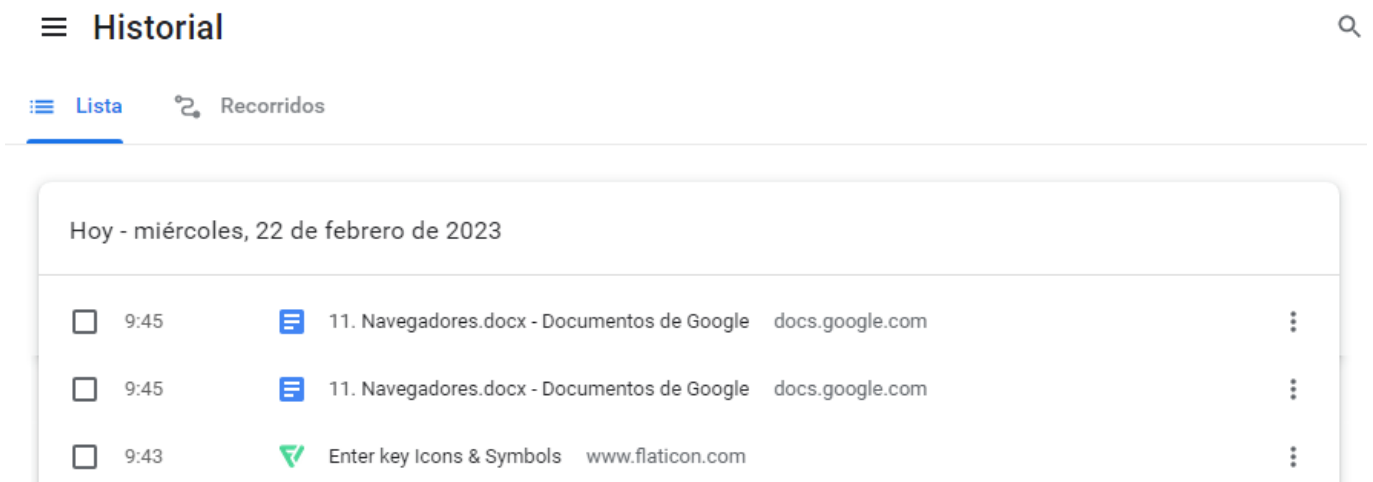 Historial
Lista Recorridos
Hoy - miércoles, 22 de febrero de 2023
9:45 11. Navegadores.docx - Documentos de Google docs.google.com
9:45 11. Navegadores.docx - Documentos de Google docs.google.com
9:43 Enter key Icons & Symbols www.flaticon.com